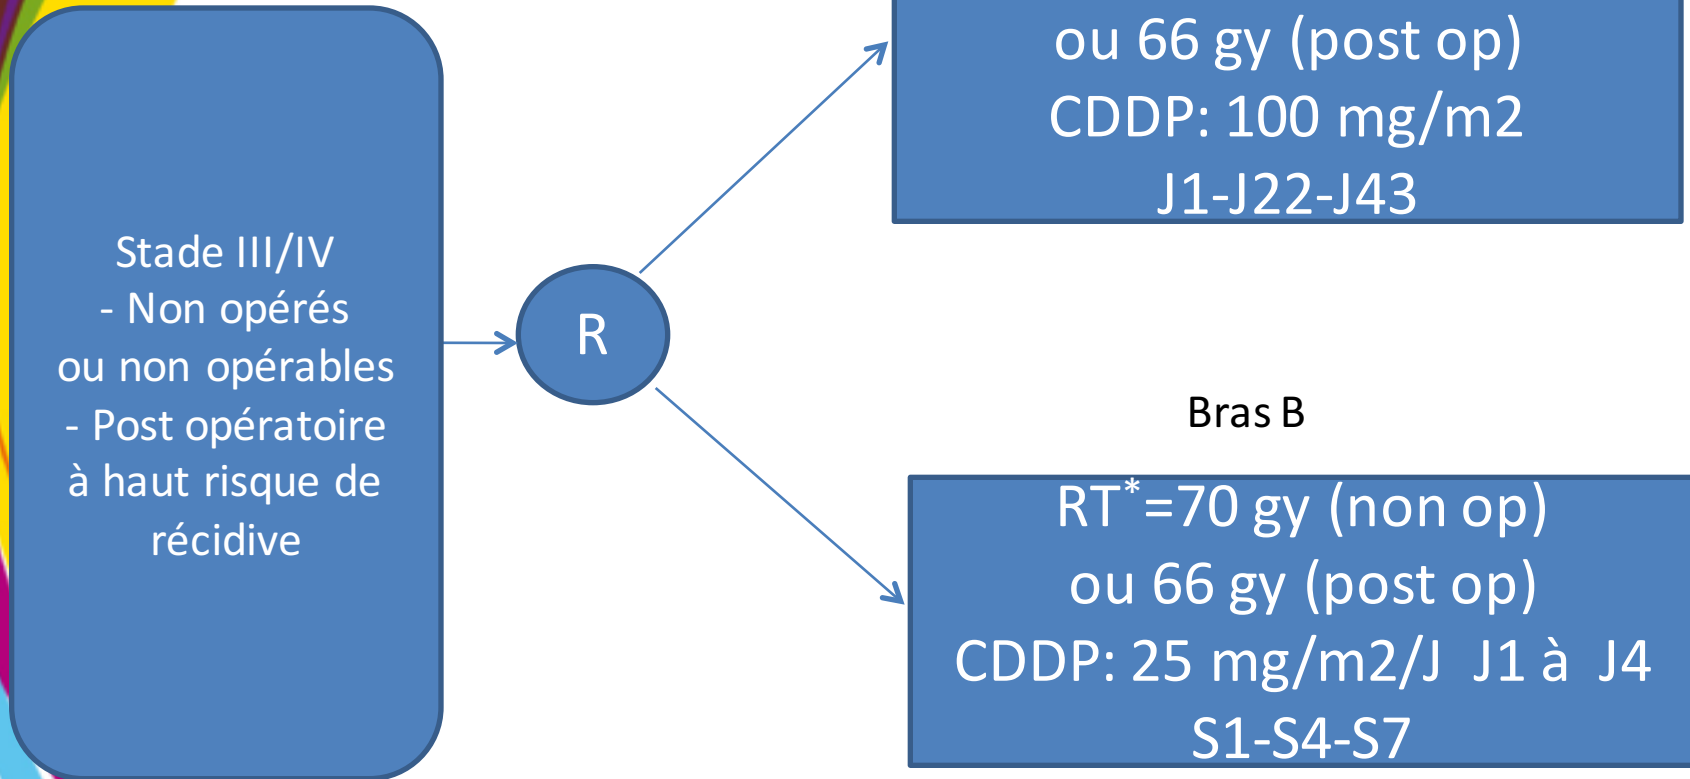 Stade III/IV
- Non opérés
ou non opérables
- Post opératoire
à haut risque de
récidive
R
ou 66 gy (post op)
CDDP: 100 mg/m2
J1-J22-J43
Bras B
RT*=70 gy (non op)
ou 66 gy (post op)
CDDP: 25 mg/m2/J J1 à J4
S1-S4-S7